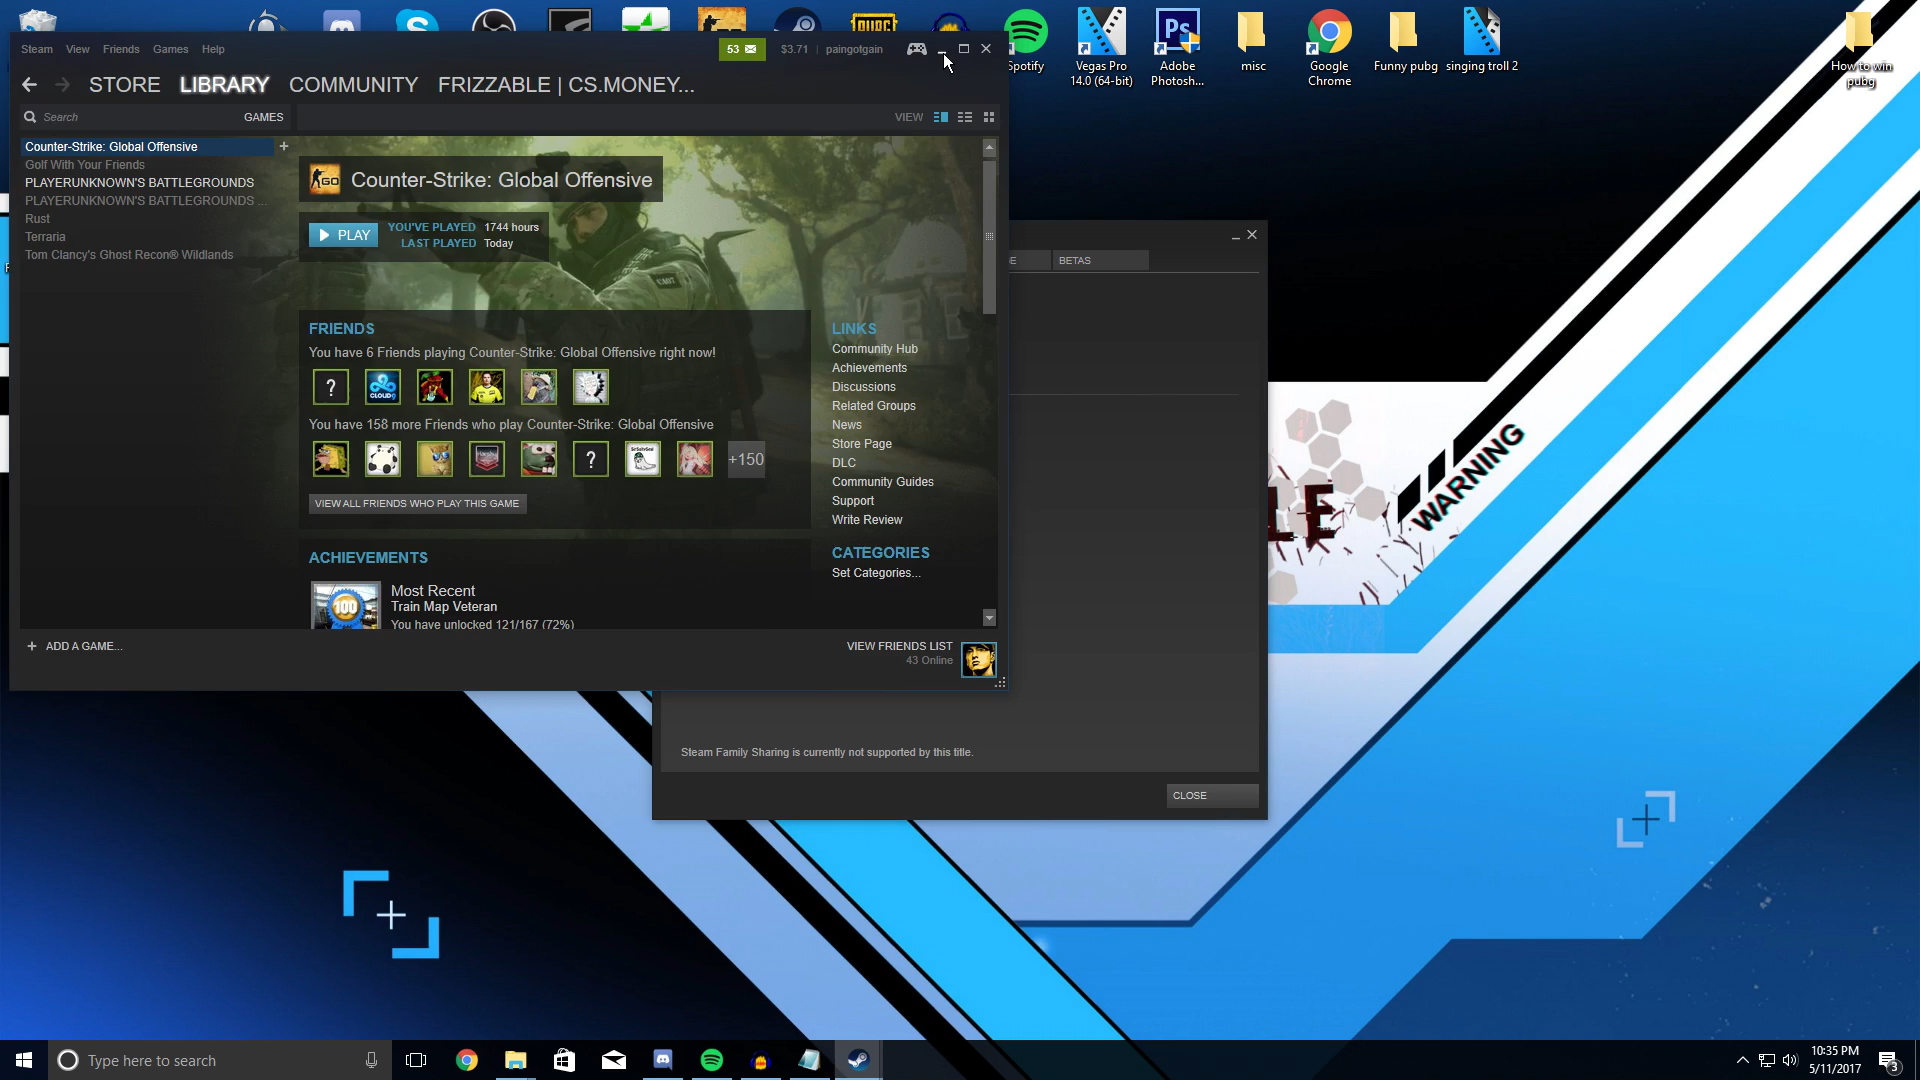 Steam View Friends Games Help
53 $3.71 | paingotgain
STORE LIBRARY COMMUNITY FRIZZABLE | CS.MONEY...
Search GAMES
VIEW
Counter-Strike: Global Offensive +
Golf With Your Friends
PLAYERUNKNOWN'S BATTLEGROUNDS
PLAYERUNKNOWN'S BATTLEGROUNDS ...
Rust
Terraria
Tom Clancy's Ghost Recon® Wildlands
GO Counter-Strike: Global Offensive
PLAY
YOU'VE PLAYED 1744 hours
LAST PLAYED Today
FRIENDS
You have 6 Friends playing Counter-Strike: Global Offensive right now!
?
CLOUD9
You have 158 more Friends who play Counter-Strike: Global Offensive
?
+150
VIEW ALL FRIENDS WHO PLAY THIS GAME
ACHIEVEMENTS
100
Most Recent
Train Map Veteran
You have unlocked 121/167 (72%)
LINKS
Community Hub
Achievements
Discussions
Related Groups
News
Store Page
DLC
Community Guides
Support
Write Review
CATEGORIES
Set Categories...
+ ADD A GAME...
VIEW FRIENDS LIST
43 Online
BETAS
Steam Family Sharing is currently not supported by this title.
CLOSE
PUBG
Spotify
Vegas Pro
14.0 (64-bit)
Ps
Adobe
Photosh...
misc
Google
Chrome
Funny pubg
singing troll 2
How to win
pubg
WARNING
Type here to search
10:35 PM
5/11/2017
3